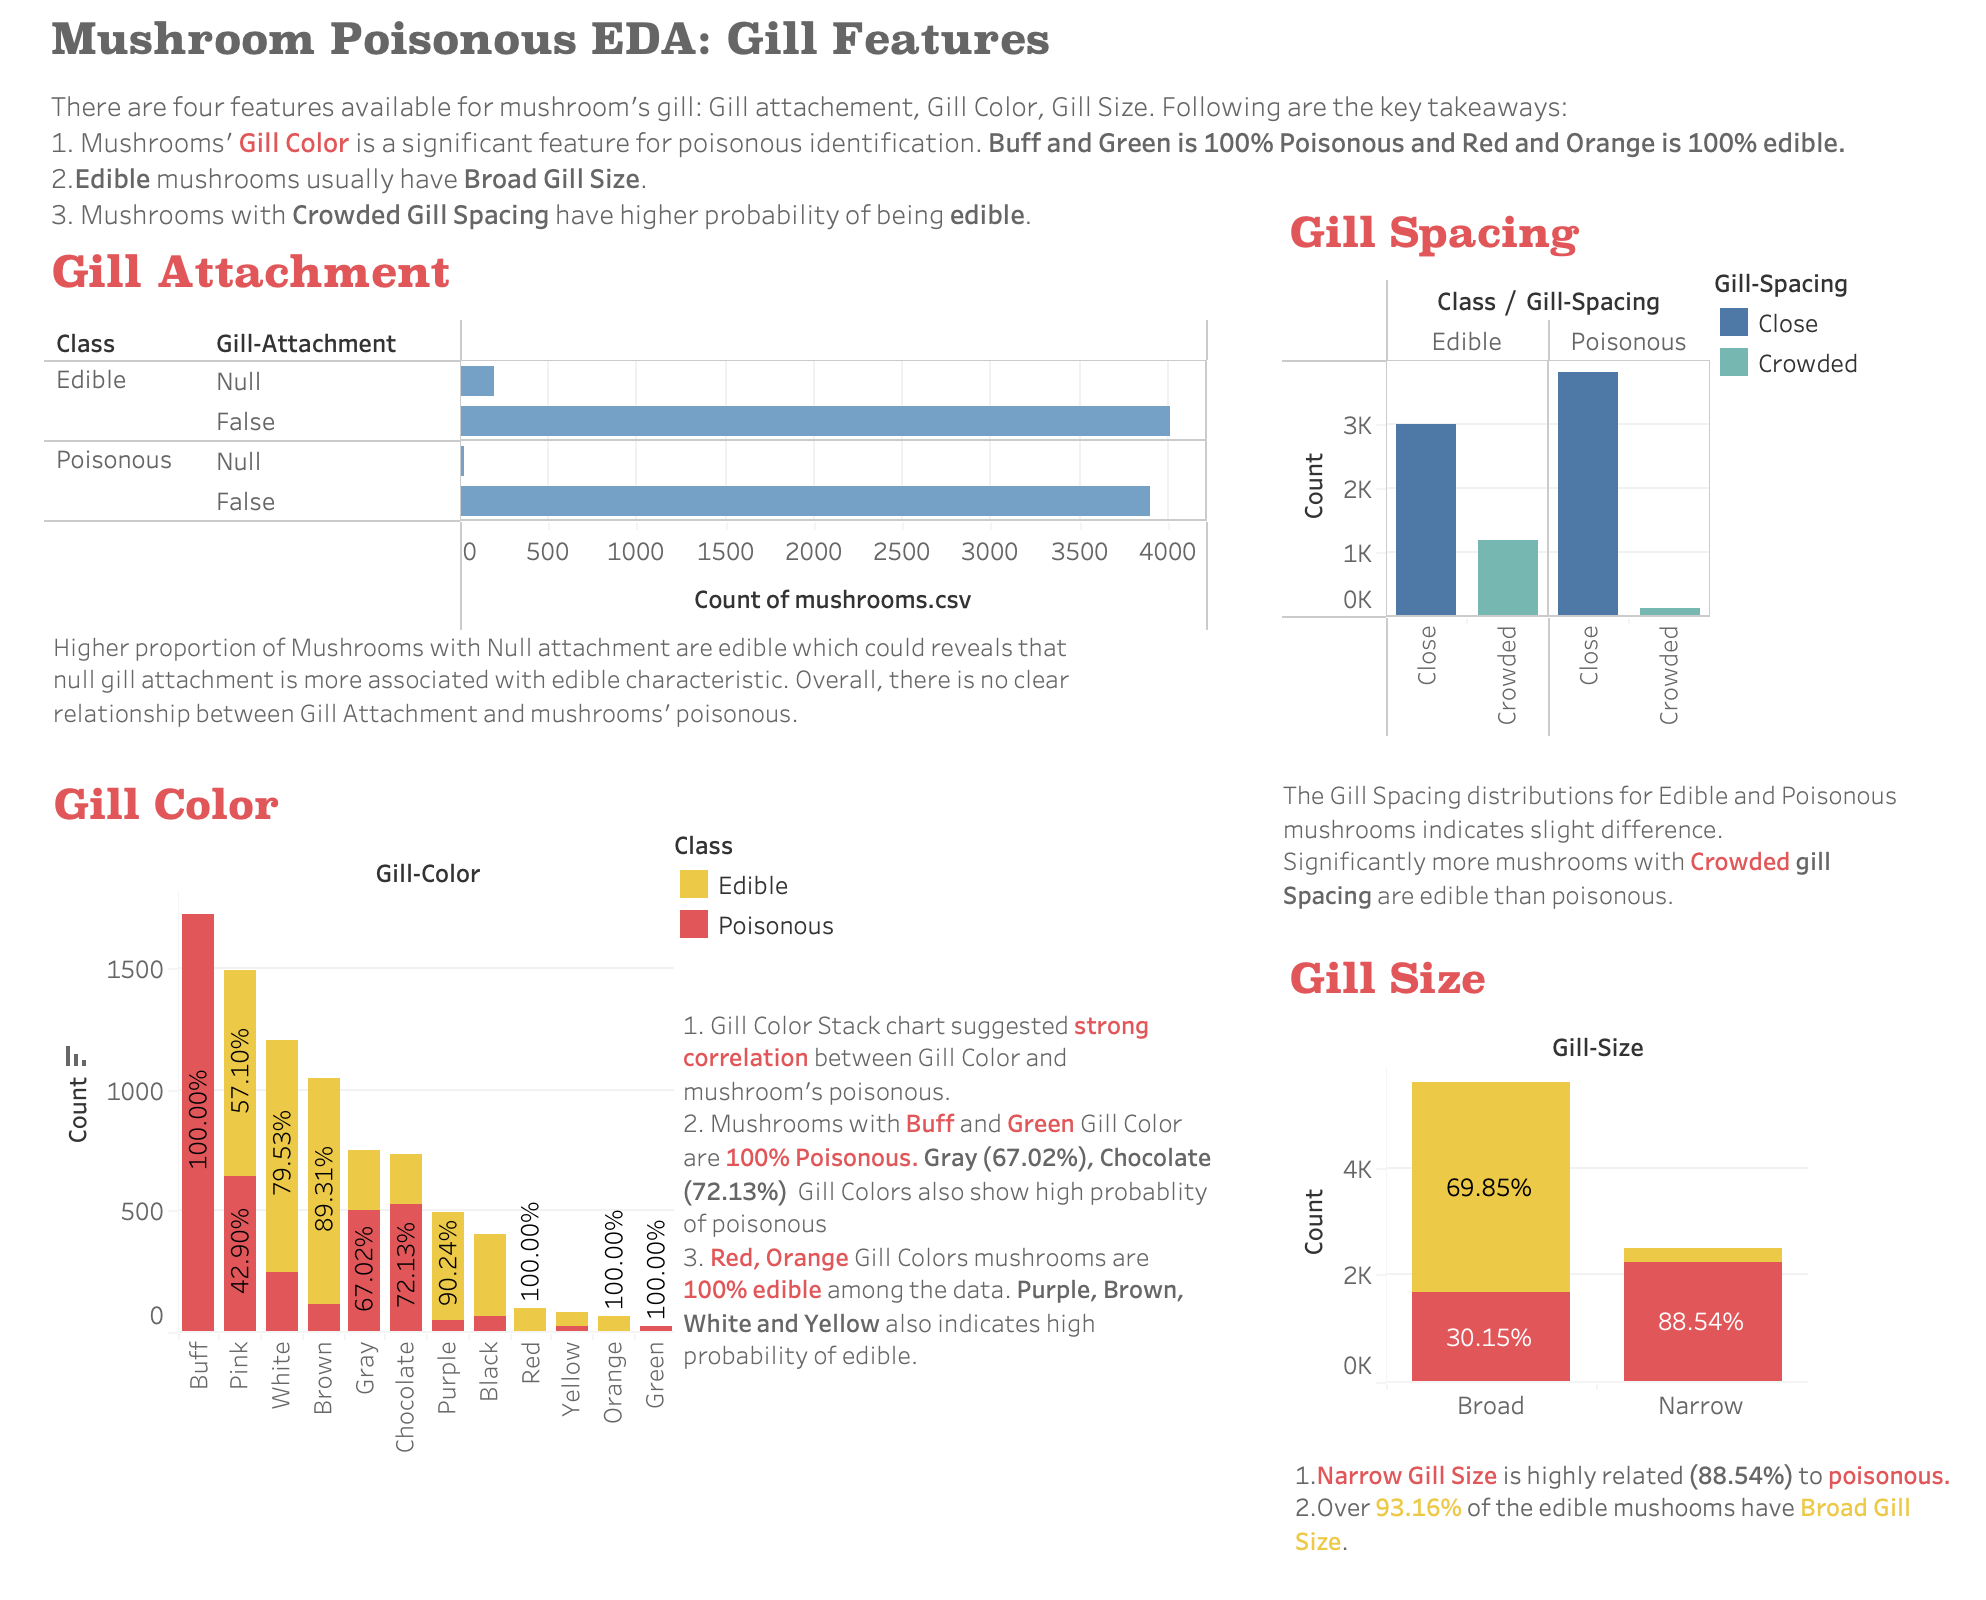 Mushroom Poisonous EDA: Gill Features
There are four features available for mushroom's gill: Gill attachement, Gill Color, Gill Size. Following are the key takeaways:
1. Mushrooms' Gill Color is a significant feature for poisonous identification. Buff and Green is 100% Poisonous and Red and Orange is 100% edible.
2.Edible mushrooms usually have Broad Gill Size.
3. Mushrooms with Crowded Gill Spacing have higher probability of being edible.
Gill Attachment
Class Gill-Attachment
Edible Null
False
Poisonous Null
False
0 500 1000 1500 2000 2500 3000 3500 4000
Count of mushrooms.csv
Higher proportion of Mushrooms with Null attachment are edible which could reveals that
null gill attachment is more associated with edible characteristic. Overall, there is no clear
relationship between Gill Attachment and mushrooms' poisonous.
Gill Spacing
Class / Gill-Spacing
Edible Poisonous
Gill-Spacing
Close
Crowded
3K
2K
1K
0K
Count
Close Crowded Close Crowded
The Gill Spacing distributions for Edible and Poisonous
mushrooms indicates slight difference.
Significantly more mushrooms with Crowded gill
Spacing are edible than poisonous.
Gill Color
Gill-Color
Class
Edible
Poisonous
1500
1000
500
0
Count
100.00%
57.10%
42.90%
79.53%
89.31%
67.02%
72.13%
90.24%
100.00%
100.00%
100.00%
Buff Pink White Brown Gray Chocolate Purple Black Red Yellow Orange Green
1. Gill Color Stack chart suggested strong
correlation between Gill Color and
mushroom's poisonous.
2. Mushrooms with Buff and Green Gill Color
are 100% Poisonous. Gray (67.02%), Chocolate
(72.13%) Gill Colors also show high probablity
of poisonous
3. Red, Orange Gill Colors mushrooms are
100% edible among the data. Purple, Brown,
White and Yellow also indicates high
probability of edible.
Gill Size
Gill-Size
4K
2K
0K
Count
69.85%
30.15%
88.54%
Broad Narrow
1.Narrow Gill Size is highly related (88.54%) to poisonous.
2.Over 93.16% of the edible mushooms have Broad Gill
Size.